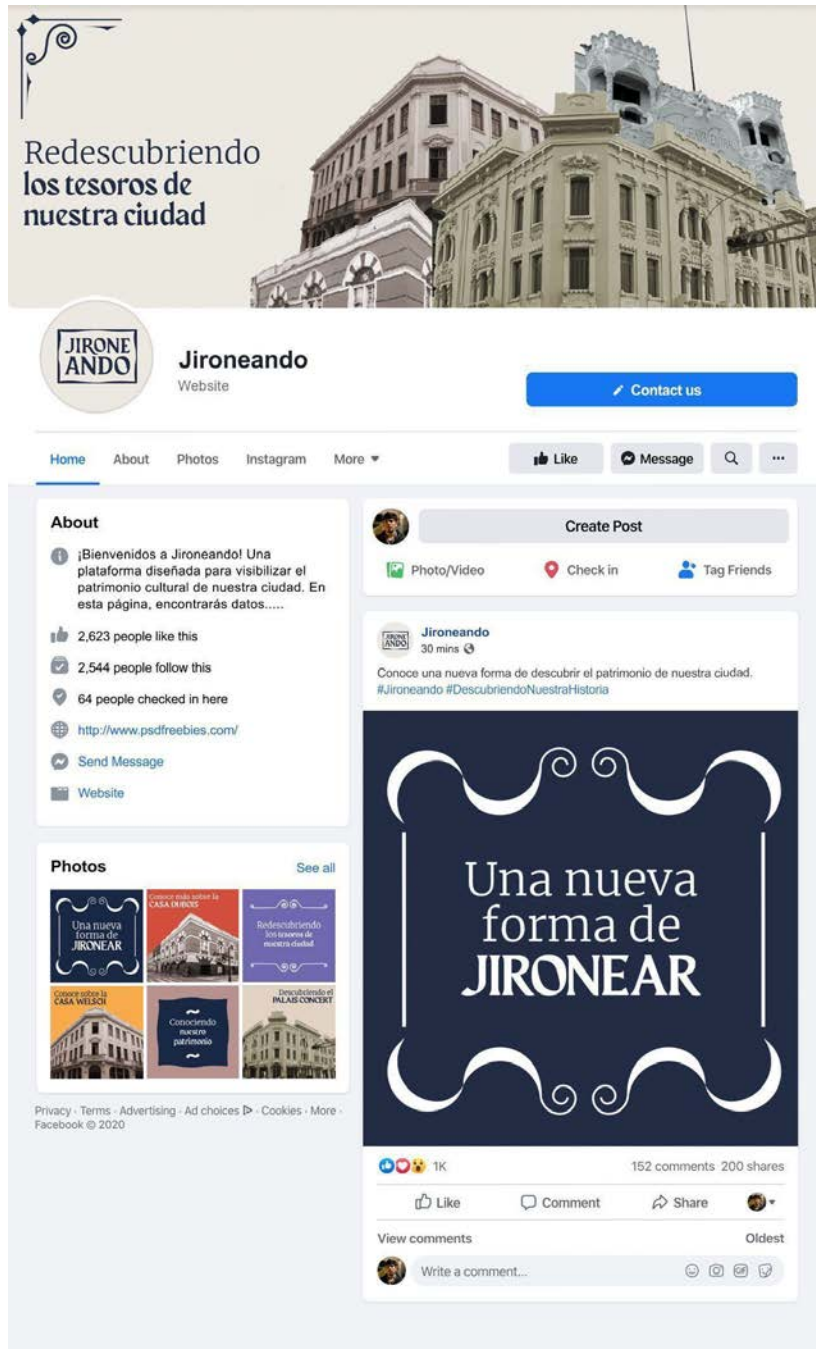 Redescubriendo
los tesoros de
nuestra ciudad
JIRONE
ANDO
Jironeando
Website
Contact us
Home
About
Photos
Instagram
More
Like
Message
About
¡Bienvenidos a Jironeando! Una
plataforma diseñada para visibilizar el
patrimonio cultural de nuestra ciudad. En
esta página, encontrarás datos.....
2,623 people like this
2,544 people follow this
64 people checked in here
http://www.psdfreebies.com/
Send Message
Website
Photos
See all
Una nueva
forma de
JIRONEAR
Conoce más sobre la
CASA DUBOIS
Redescubriendo
los tesoros de
nuestra ciudad
Conoce sobre la
CASA WELSCH
Conociendo
nuestro
patrimonio
Descubriendo el
PALAIS CONCERT
Privacy · Terms · Advertising · Ad choices · Cookies · More ·
Facebook © 2020
Create Post
Photo/Video
Check in
Tag Friends
JIRONE
ANDO
Jironeando
30 mins
Conoce una nueva forma de descubrir el patrimonio de nuestra ciudad.
#Jironeando #DescubriendoNuestraHistoria
Una nueva
forma de
JIRONEAR
1K
152 comments 200 shares
Like
Comment
Share
View comments
Oldest
Write a comment...
GIF